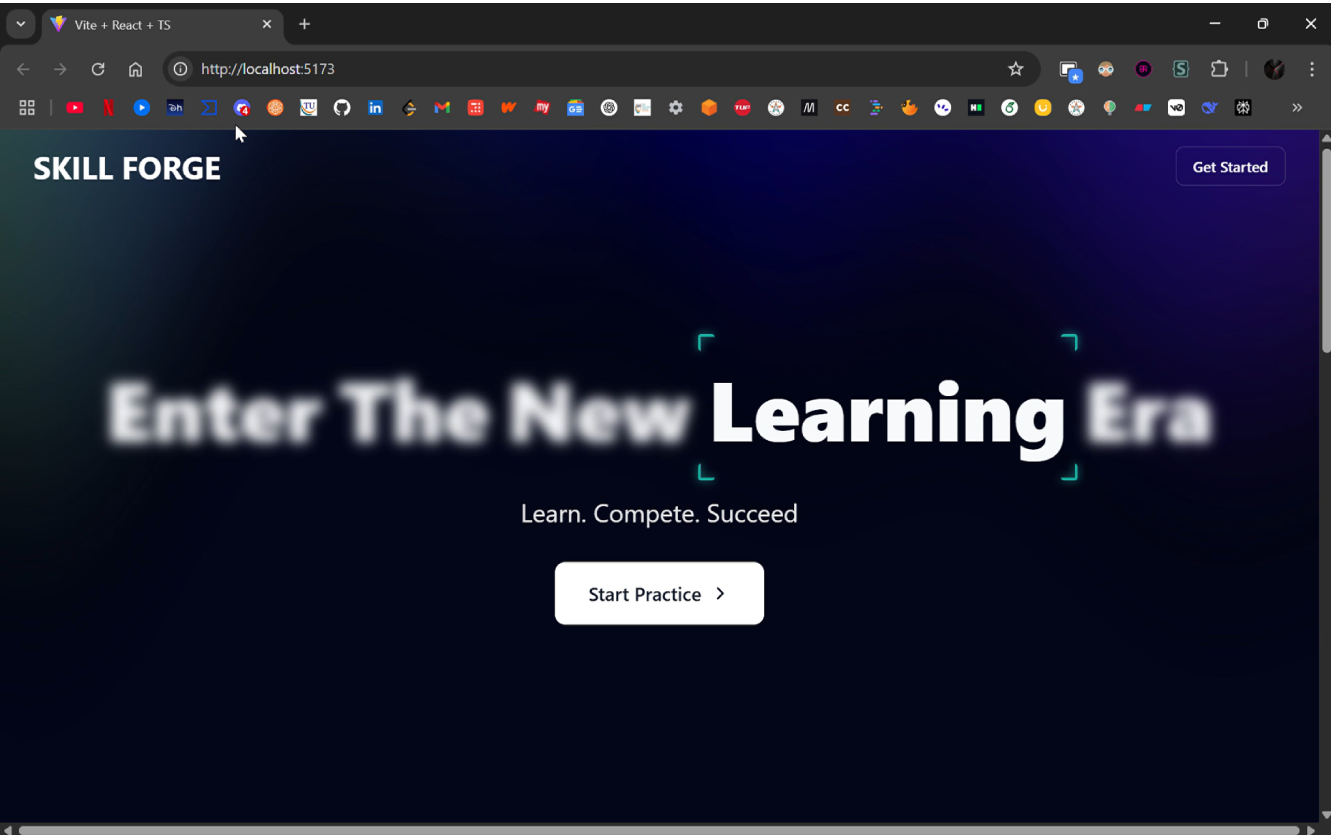 Vite + React + TS
http://localhost:5173
SKILL FORGE
Get Started
Enter The New Learning Era
Learn. Compete. Succeed
Start Practice